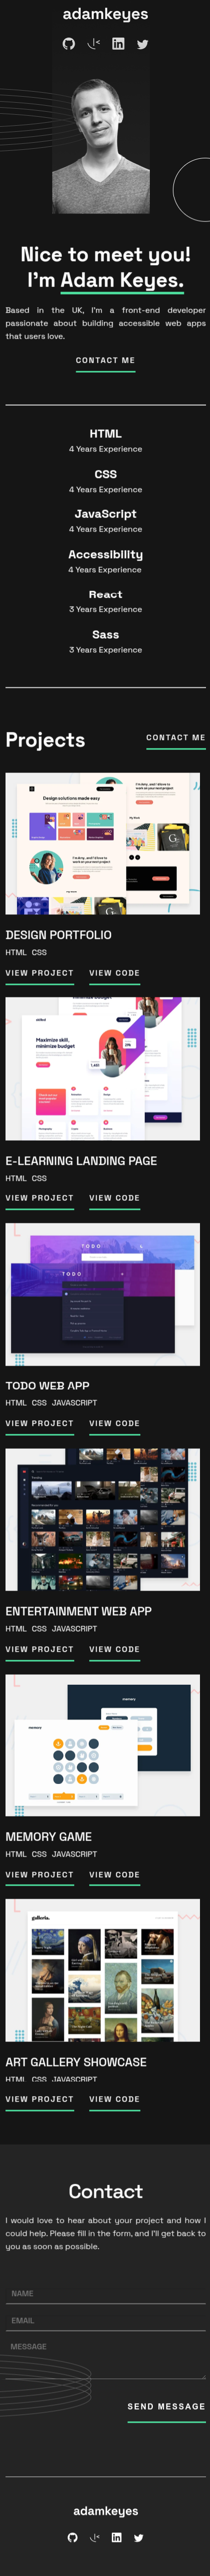 adamkeyes
Nice to meet you!
I'm Adam Keyes.
Based in the UK, I'm a front-end developer
passionate about building accessible web apps
that users love.
CONTACT ME
HTML
4 Years Experience
CSS
4 Years Experience
JavaScript
4 Years Experience
Accessibility
4 Years Experience
React
3 Years Experience
Sass
3 Years Experience
Projects
CONTACT ME
Design solutions made easy
DESIGN PORTFOLIO
HTML CSS
VIEW PROJECT VIEW CODE
Maximize skill,
minimize budget
E-LEARNING LANDING PAGE
HTML CSS
VIEW PROJECT VIEW CODE
TODO
TODO
TODO WEB APP
HTML CSS JAVASCRIPT
VIEW PROJECT VIEW CODE
ENTERTAINMENT WEB APP
HTML CSS JAVASCRIPT
VIEW PROJECT VIEW CODE
memory
memory
MEMORY GAME
HTML CSS JAVASCRIPT
VIEW PROJECT VIEW CODE
galleria.
ART GALLERY SHOWCASE
HTML CSS JAVASCRIPT
VIEW PROJECT VIEW CODE
Contact
I would love to hear about your project and how I
could help. Please fill in the form, and I'll get back to
you as soon as possible.
NAME
EMAIL
MESSAGE
SEND MESSAGE
adamkeyes